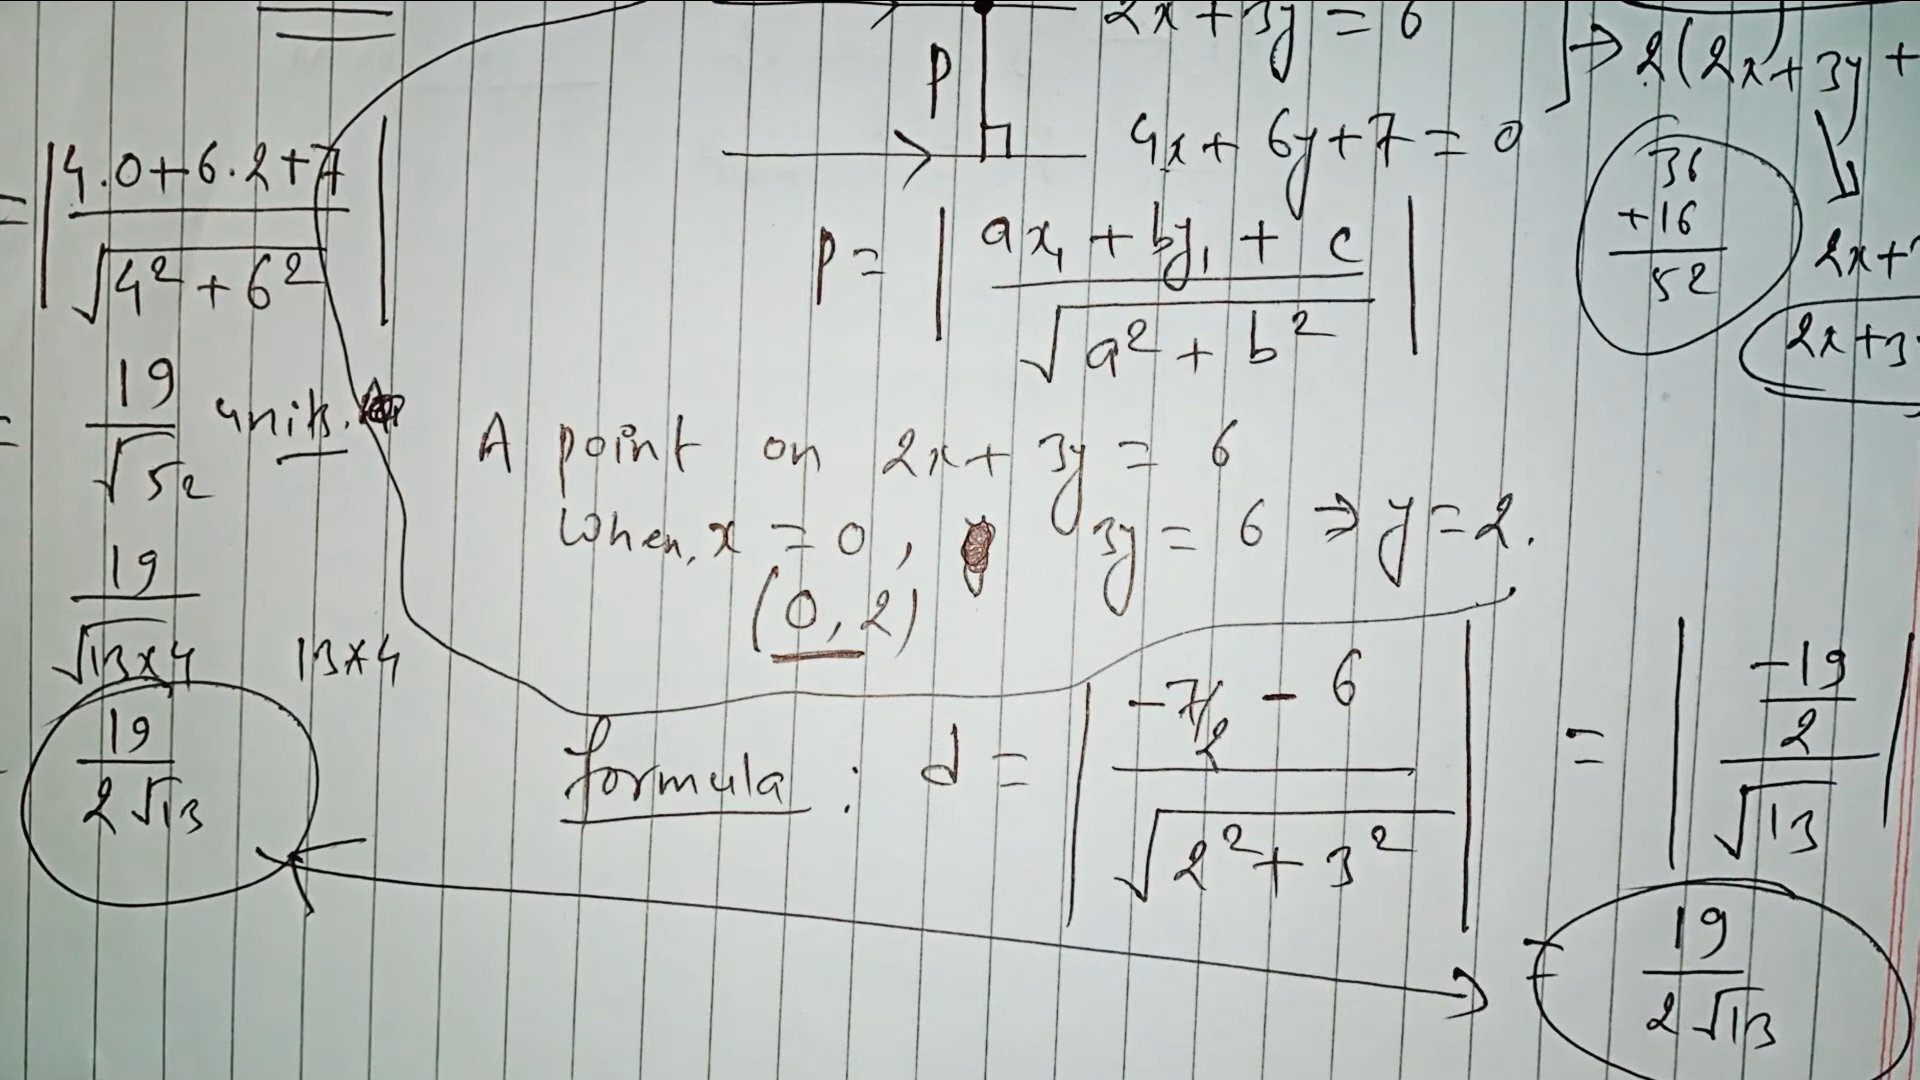 2x + 3y = 6
p
4x + 6y + 7 = 0
p = | ax₁ + by₁ + c / √a² + b² |
A point on 2x + 3y = 6
When, x = 0, 3y = 6 ⇒ y = 2.
(0, 2)
= | 4.0 + 6.2 + 7 / √4² + 6² |
= 19 / √52 units.
19 / √13×4
13×4
19 / 2√13
→ 2(2x + 3y +
36
+16
52
2x +
2x + 3
formula : d = | -7/2 - 6 / √2² + 3² | = | -19/2 / √13 |
= 19 / 2√13